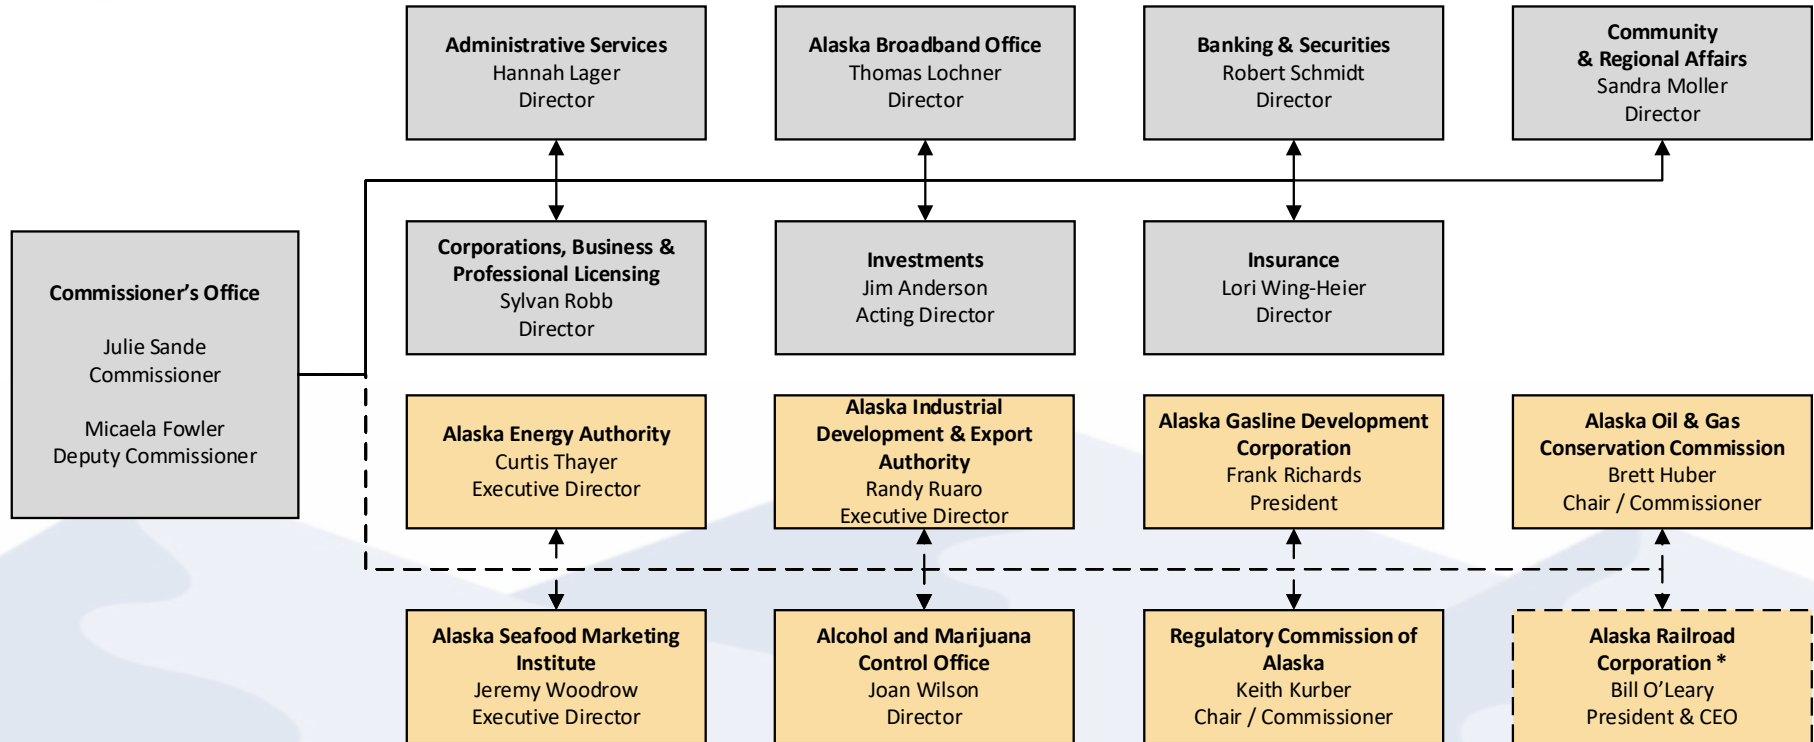 Administrative Services
Hannah Lager
Director
Alaska Broadband Office
Thomas Lochner
Director
Banking & Securities
Robert Schmidt
Director
Community
& Regional Affairs
Sandra Moller
Director
Commissioner’s Office
Julie Sande
Commissioner
Micaela Fowler
Deputy Commissioner
Corporations, Business &
Professional Licensing
Sylvan Robb
Director
Investments
Jim Anderson
Acting Director
Insurance
Lori Wing-Heier
Director
Alaska Energy Authority
Curtis Thayer
Executive Director
Alaska Industrial
Development & Export
Authority
Randy Ruaro
Executive Director
Alaska Gasline Development
Corporation
Frank Richards
President
Alaska Oil & Gas
Conservation Commission
Brett Huber
Chair / Commissioner
Alaska Seafood Marketing
Institute
Jeremy Woodrow
Executive Director
Alcohol and Marijuana
Control Office
Joan Wilson
Director
Regulatory Commission of
Alaska
Keith Kurber
Chair / Commissioner
Alaska Railroad
Corporation *
Bill O’Leary
President & CEO